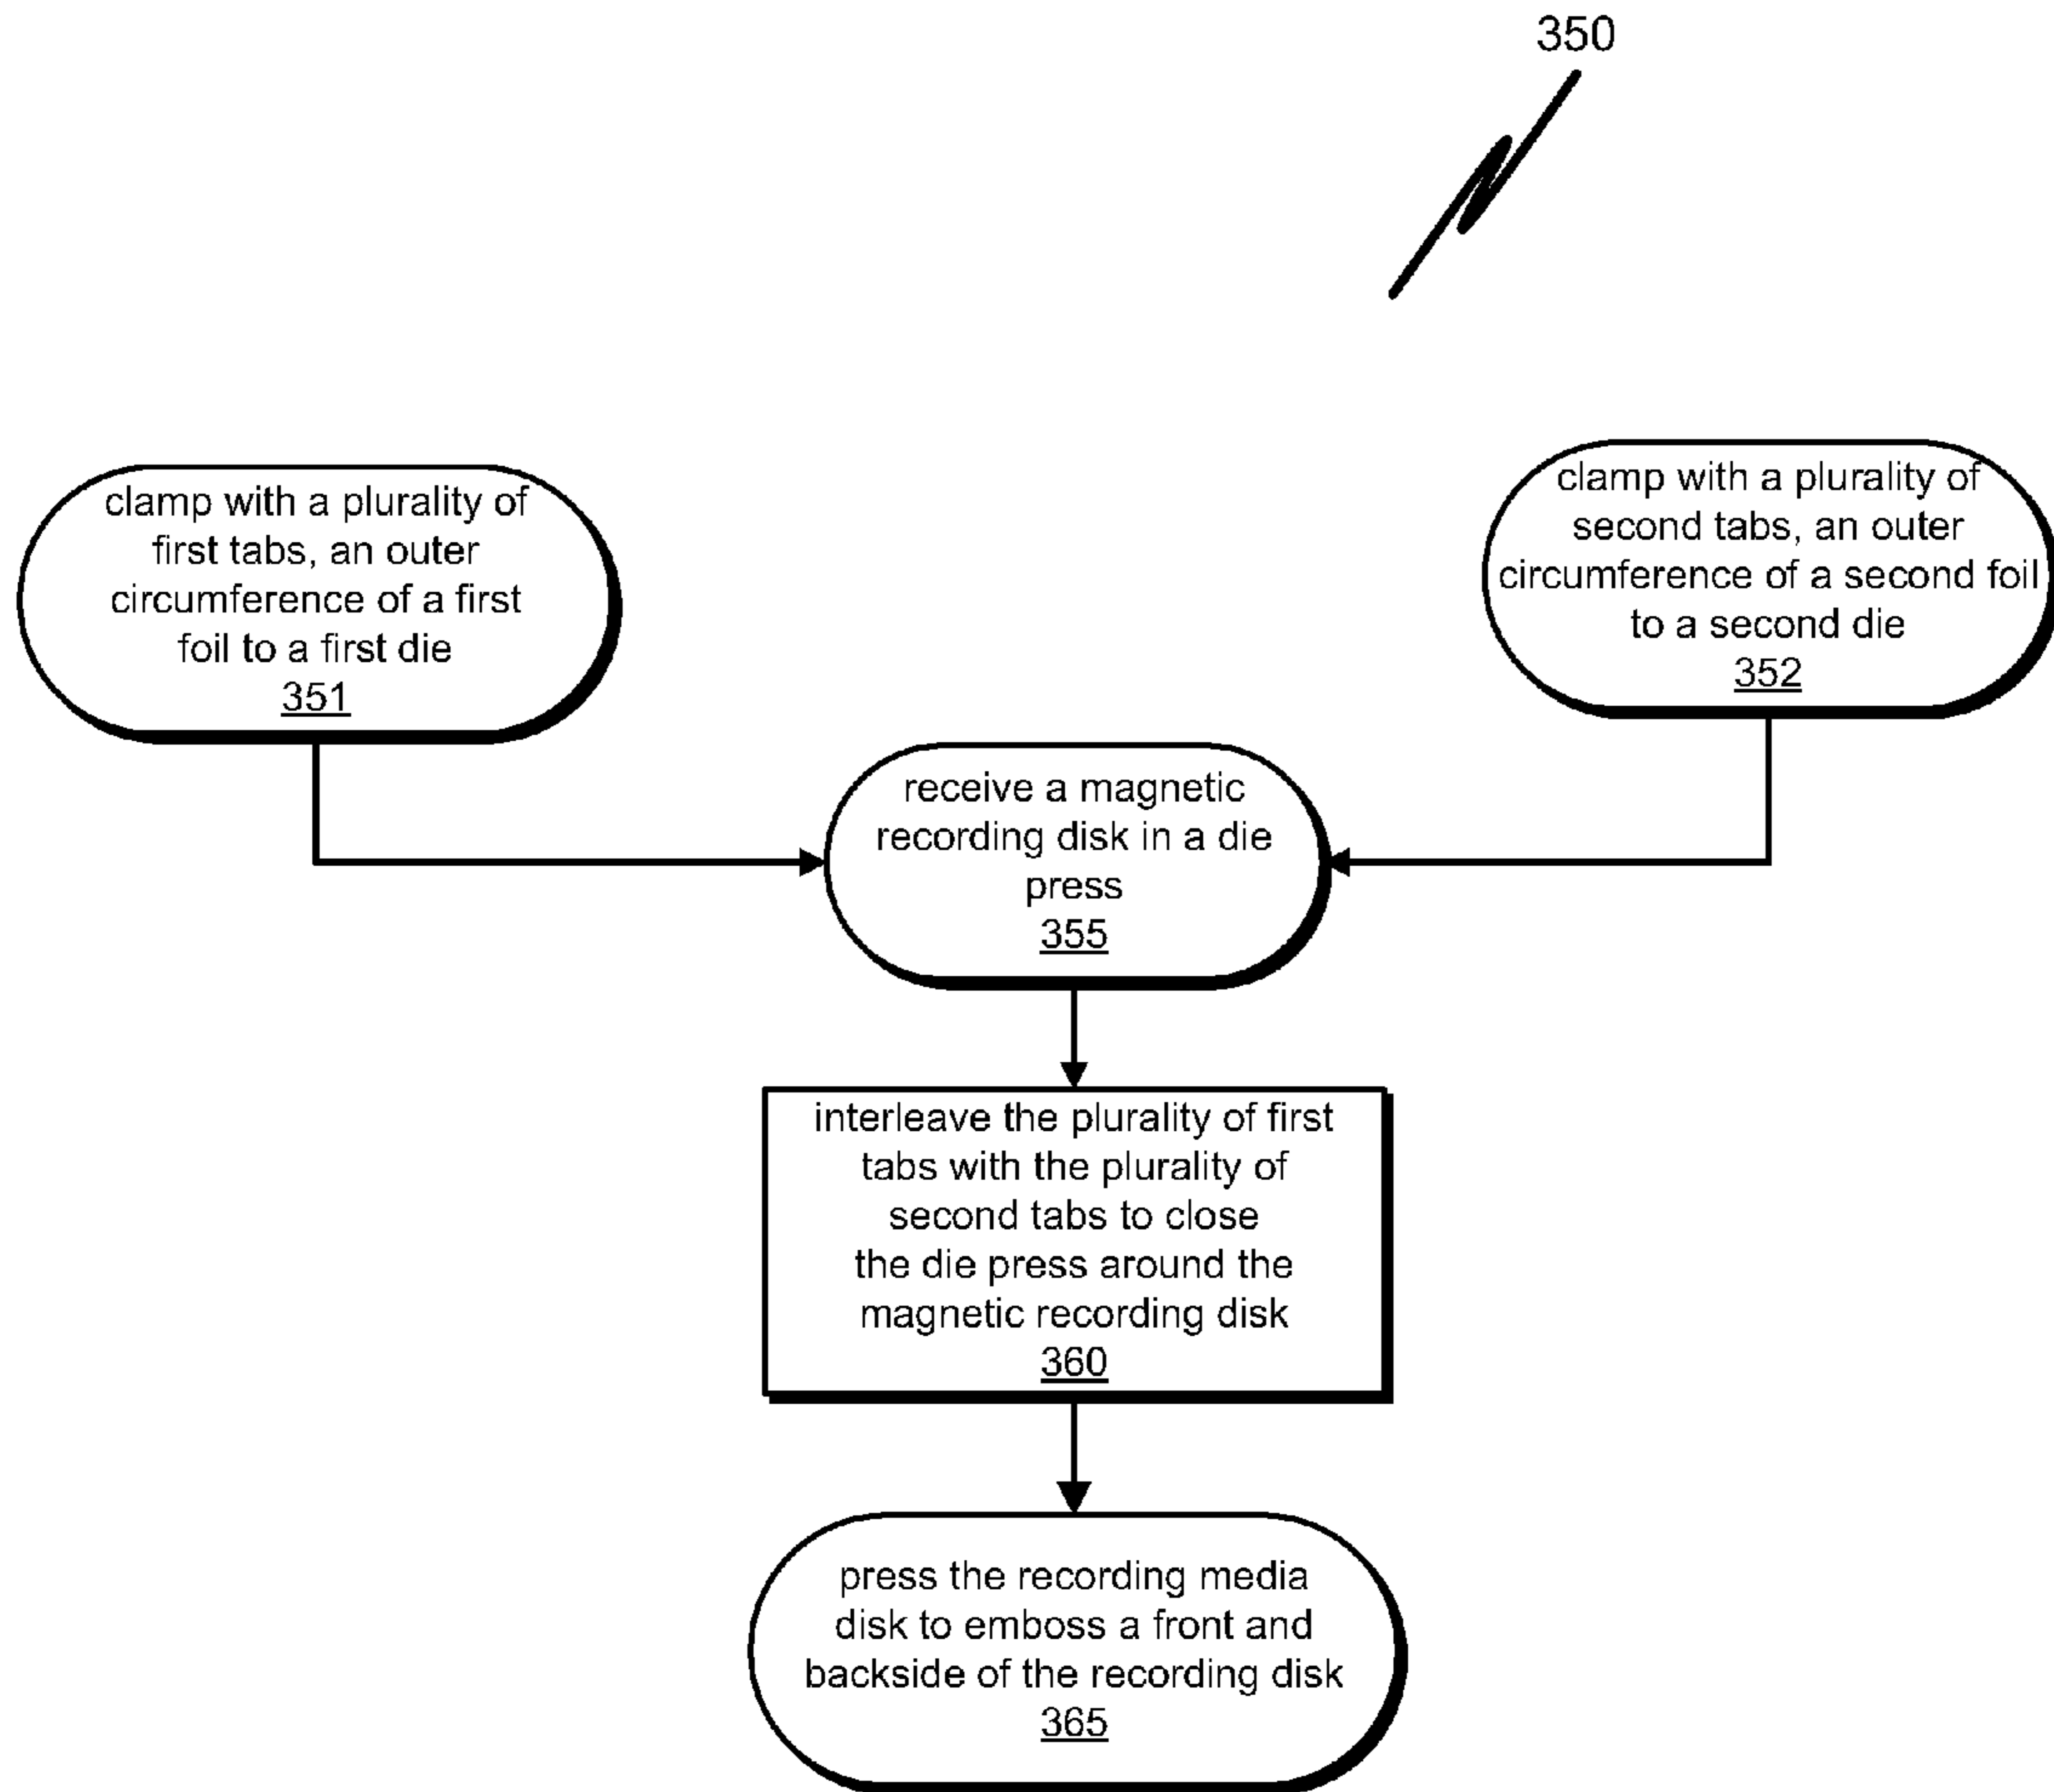 350
clamp with a plurality of
first tabs, an outer
circumference of a first
foil to a first die
351
clamp with a plurality of
second tabs, an outer
circumference of a second foil
to a second die
352
receive a magnetic
recording disk in a die
press
355
interleave the plurality of first
tabs with the plurality of
second tabs to close
the die press around the
magnetic recording disk
360
press the recording media
disk to emboss a front and
backside of the recording disk
365